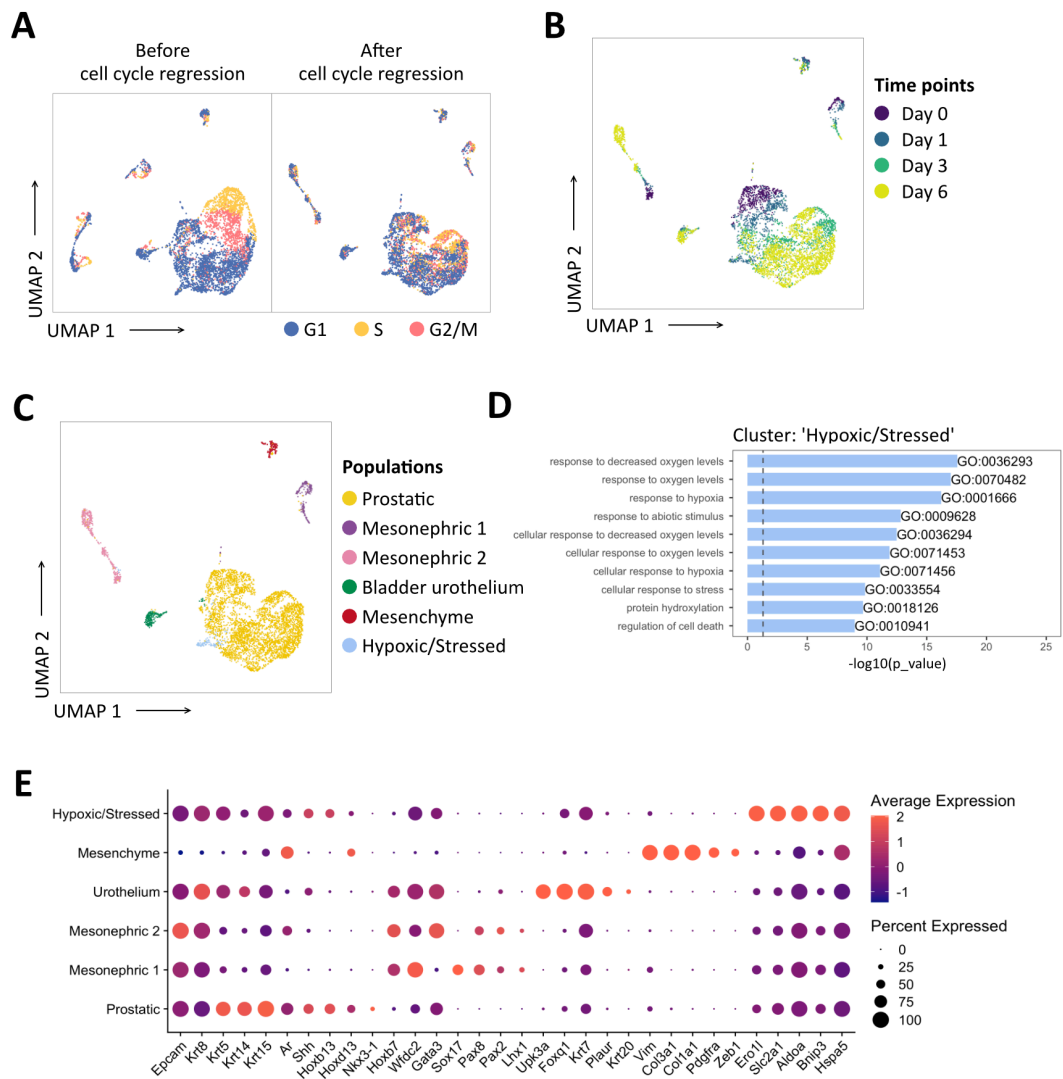 A
Before
cell cycle regression
After
cell cycle regression
UMAP 2
UMAP 1
G1
S
G2/M
B
UMAP 2
UMAP 1
Time points
Day 0
Day 1
Day 3
Day 6
C
UMAP 2
UMAP 1
Populations
Prostatic
Mesonephric 1
Mesonephric 2
Bladder urothelium
Mesenchyme
Hypoxic/Stressed
D
Cluster: 'Hypoxic/Stressed'
response to decreased oxygen levels GO:0036293
response to oxygen levels GO:0070482
response to hypoxia GO:0001666
response to abiotic stimulus GO:0009628
cellular response to decreased oxygen levels GO:0036294
cellular response to oxygen levels GO:0071453
cellular response to hypoxia GO:0071456
cellular response to stress GO:0033554
protein hydroxylation GO:0018126
regulation of cell death GO:0010941
0 5 10 15 20 25
-log10(p_value)
E
Hypoxic/Stressed
Mesenchyme
Urothelium
Mesonephric 2
Mesonephric 1
Prostatic
Epcam Krt8 Krt5 Krt14 Krt15 Ar Shh Hoxb13 Hoxd13 Nkx3-1 Hoxb7 Wfdc2 Gata3 Sox17 Pax8 Pax2 Lhx1 Upk3a Foxq1 Krt7 Plaur Krt20 Vim Col3a1 Col1a1 Pdgfra Zeb1 Ero1l Slc2a1 Aldoa Bnip3 Hspa5
Average Expression
2
1
0
-1
Percent Expressed
0
25
50
75
100